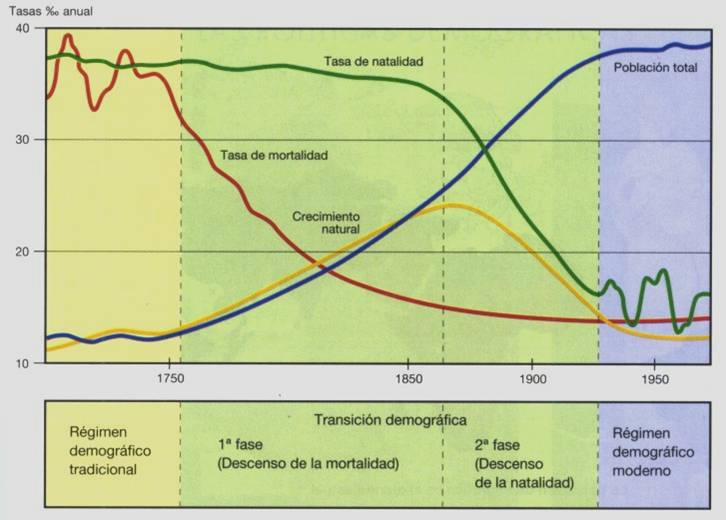 Tasas ‰ anual
40
30
20
10
Tasa de natalidad
Población total
Tasa de mortalidad
Crecimiento
natural
1750
1850
1900
1950
Régimen
demográfico
tradicional
Transición demográfica
1ª fase
(Descenso de la mortalidad)
2ª fase
(Descenso
de la natalidad)
Régimen
demográfico
moderno